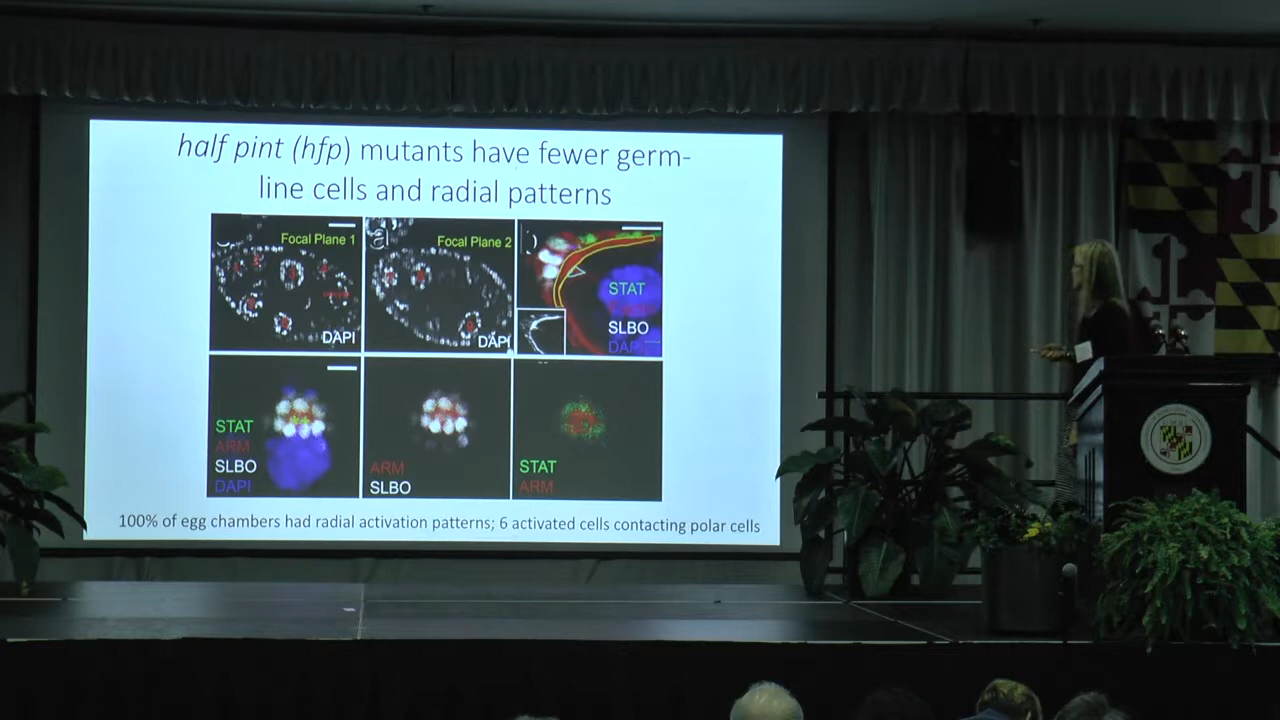 half pint (hfp) mutants have fewer germ-
line cells and radial patterns
Focal Plane 1
DAPI
Focal Plane 2
DAPI
STAT
SLBO
DAPI
STAT
ARM
SLBO
DAPI
ARM
SLBO
STAT
ARM
100% of egg chambers had radial activation patterns; 6 activated cells contacting polar cells